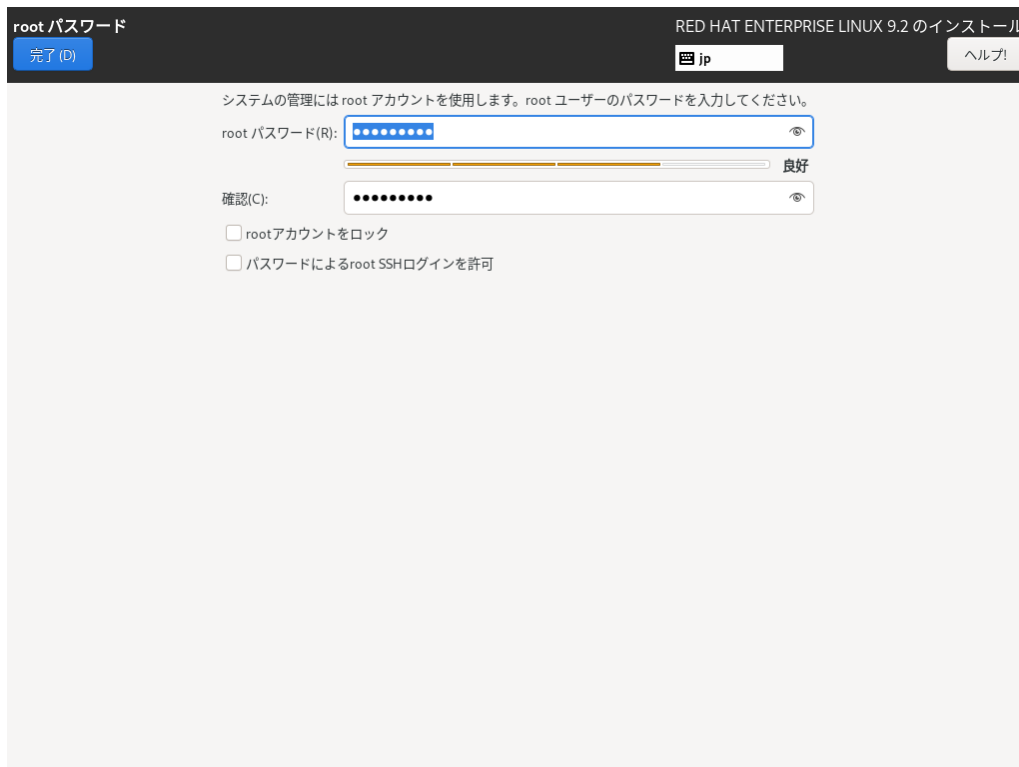 root パスワード
RED HAT ENTERPRISE LINUX 9.2 のインストール
完了 (D)
jp
ヘルプ!
システムの管理には root アカウントを使用します。root ユーザーのパスワードを入力してください。
root パスワード(R):
●●●●●●●●●
良好
確認(C):
●●●●●●●●●
rootアカウントをロック
パスワードによるroot SSHログインを許可